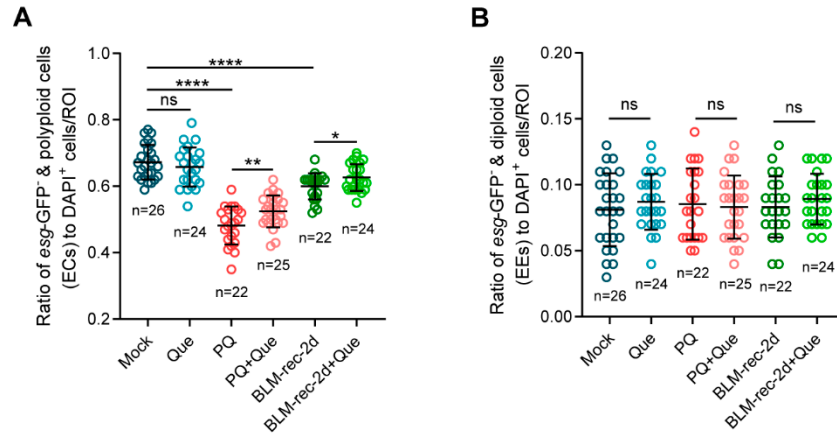 A
Ratio of esg-GFP⁻ & polyploid cells
(ECs) to DAPI⁺ cells/ROI
1.0
0.8
0.6
0.4
0.2
****
****
ns
**
*
n=26
n=24
n=22
n=25
n=22
n=24
Mock
Que
PQ
PQ+Que
BLM-rec-2d
BLM-rec-2d+Que
B
Ratio of esg-GFP⁻ & diploid cells
(EEs) to DAPI⁺ cells/ROI
0.20
0.15
0.10
0.05
0.00
ns
ns
ns
n=26
n=24
n=22
n=25
n=22
n=24
Mock
Que
PQ
PQ+Que
BLM-rec-2d
BLM-rec-2d+Que